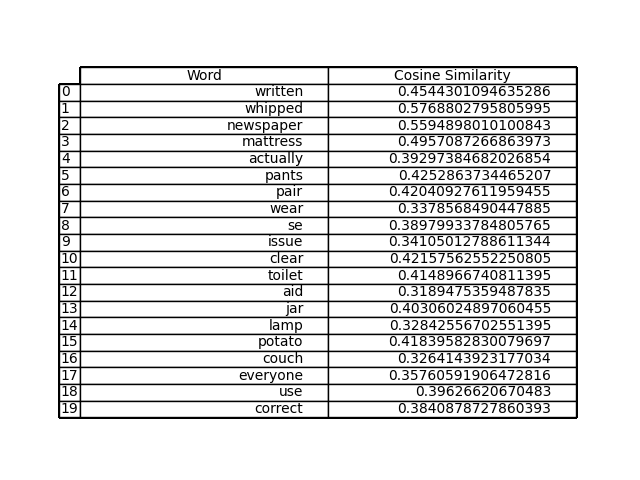 Word Cosine Similarity
0 written 0.4544301094635286
1 whipped 0.5768802795805995
2 newspaper 0.5594898010100843
3 mattress 0.4957087266863973
4 actually 0.39297384682026854
5 pants 0.4252863734465207
6 pair 0.42040927611959455
7 wear 0.3378568490447885
8 se 0.38979933784805765
9 issue 0.34105012788611344
10 clear 0.42157562552250805
11 toilet 0.4148966740811395
12 aid 0.3189475359487835
13 jar 0.40306024897060455
14 lamp 0.32842556702551395
15 potato 0.41839582830079697
16 couch 0.3264143923177034
17 everyone 0.35760591906472816
18 use 0.39626620670483
19 correct 0.3840878727860393